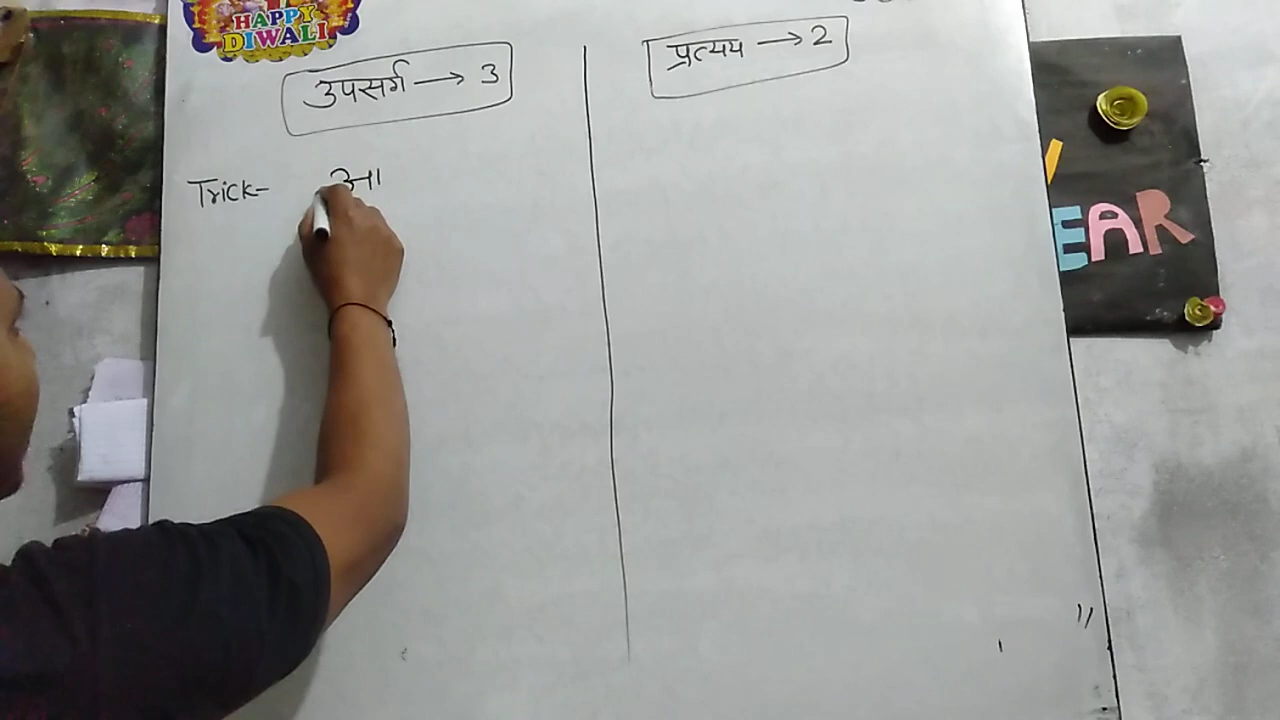 HAPPY
DIWALI
उपसर्ग → 3
प्रत्यय → 2
Trick- आ
EAR